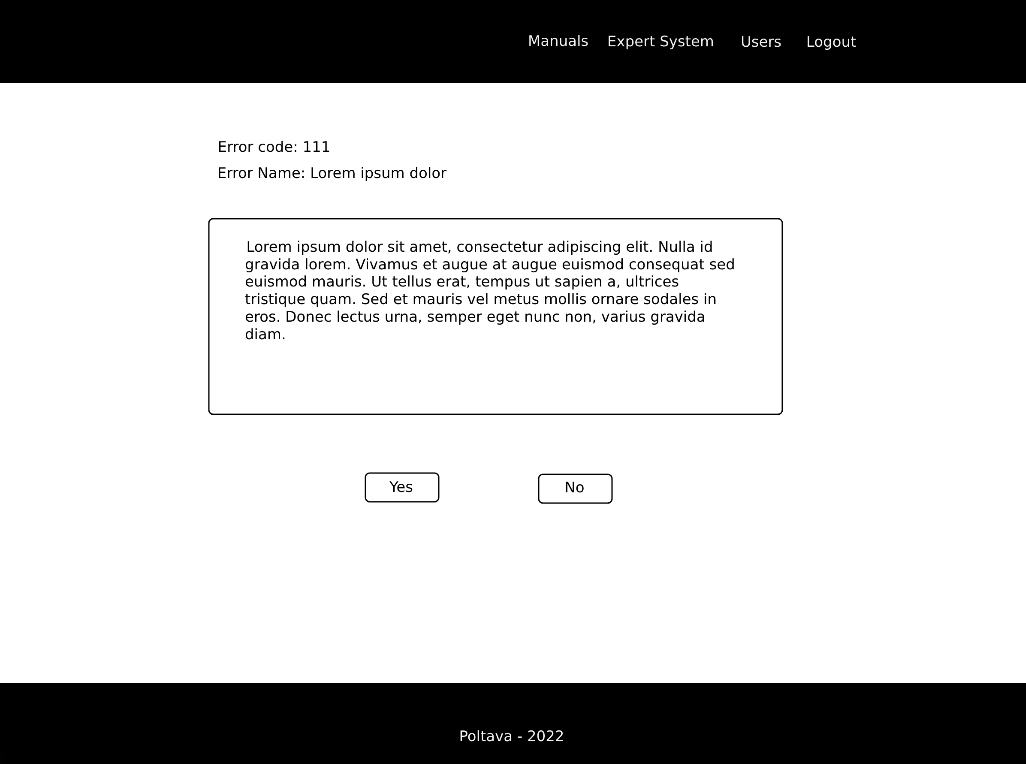 Manuals Expert System Users Logout
Error code: 111
Error Name: Lorem ipsum dolor
Lorem ipsum dolor sit amet, consectetur adipiscing elit. Nulla id
gravida lorem. Vivamus et augue at augue euismod consequat sed
euismod mauris. Ut tellus erat, tempus ut sapien a, ultrices
tristique quam. Sed et mauris vel metus mollis ornare sodales in
eros. Donec lectus urna, semper eget nunc non, varius gravida
diam.
Yes No
Poltava - 2022